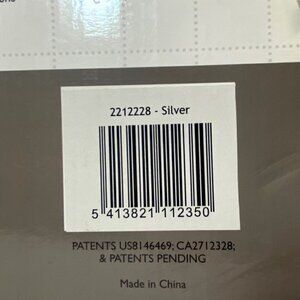 2212228 - Silver
5 413821 112350
PATENTS US8146469; CA2712328;
& PATENTS PENDING
Made in China